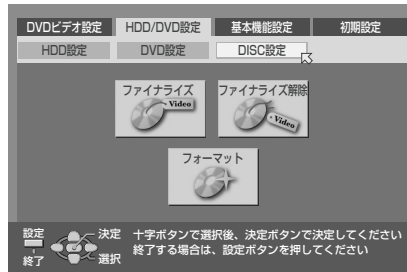 DVDビデオ設定 HDD/DVD設定 基本機能設定 初期設定
HDD設定 DVD設定 DISC設定
ファイナライズ ファイナライズ解除
Video Video
フォーマット
設定 決定 十字ボタンで選択後、決定ボタンで決定してください
終了 選択 終了する場合は、設定ボタンを押してください